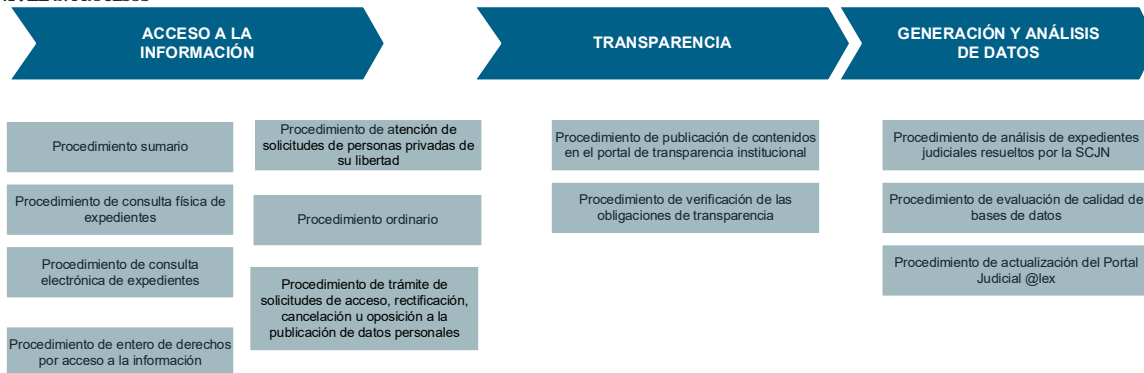 ACCESO A LA
INFORMACIÓN
TRANSPARENCIA
GENERACIÓN Y ANÁLISIS
DE DATOS
Procedimiento sumario
Procedimiento de consulta física de
expedientes
Procedimiento de consulta
electrónica de expedientes
Procedimiento de entero de derechos
por acceso a la información
Procedimiento de atención de
solicitudes de personas privadas de
su libertad
Procedimiento ordinario
Procedimiento de trámite de
solicitudes de acceso, rectificación,
cancelación u oposición a la
publicación de datos personales
Procedimiento de publicación de contenidos
en el portal de transparencia institucional
Procedimiento de verificación de las
obligaciones de transparencia
Procedimiento de análisis de expedientes
judiciales resueltos por la SCJN
Procedimiento de evaluación de calidad de
bases de datos
Procedimiento de actualización del Portal
Judicial @lex